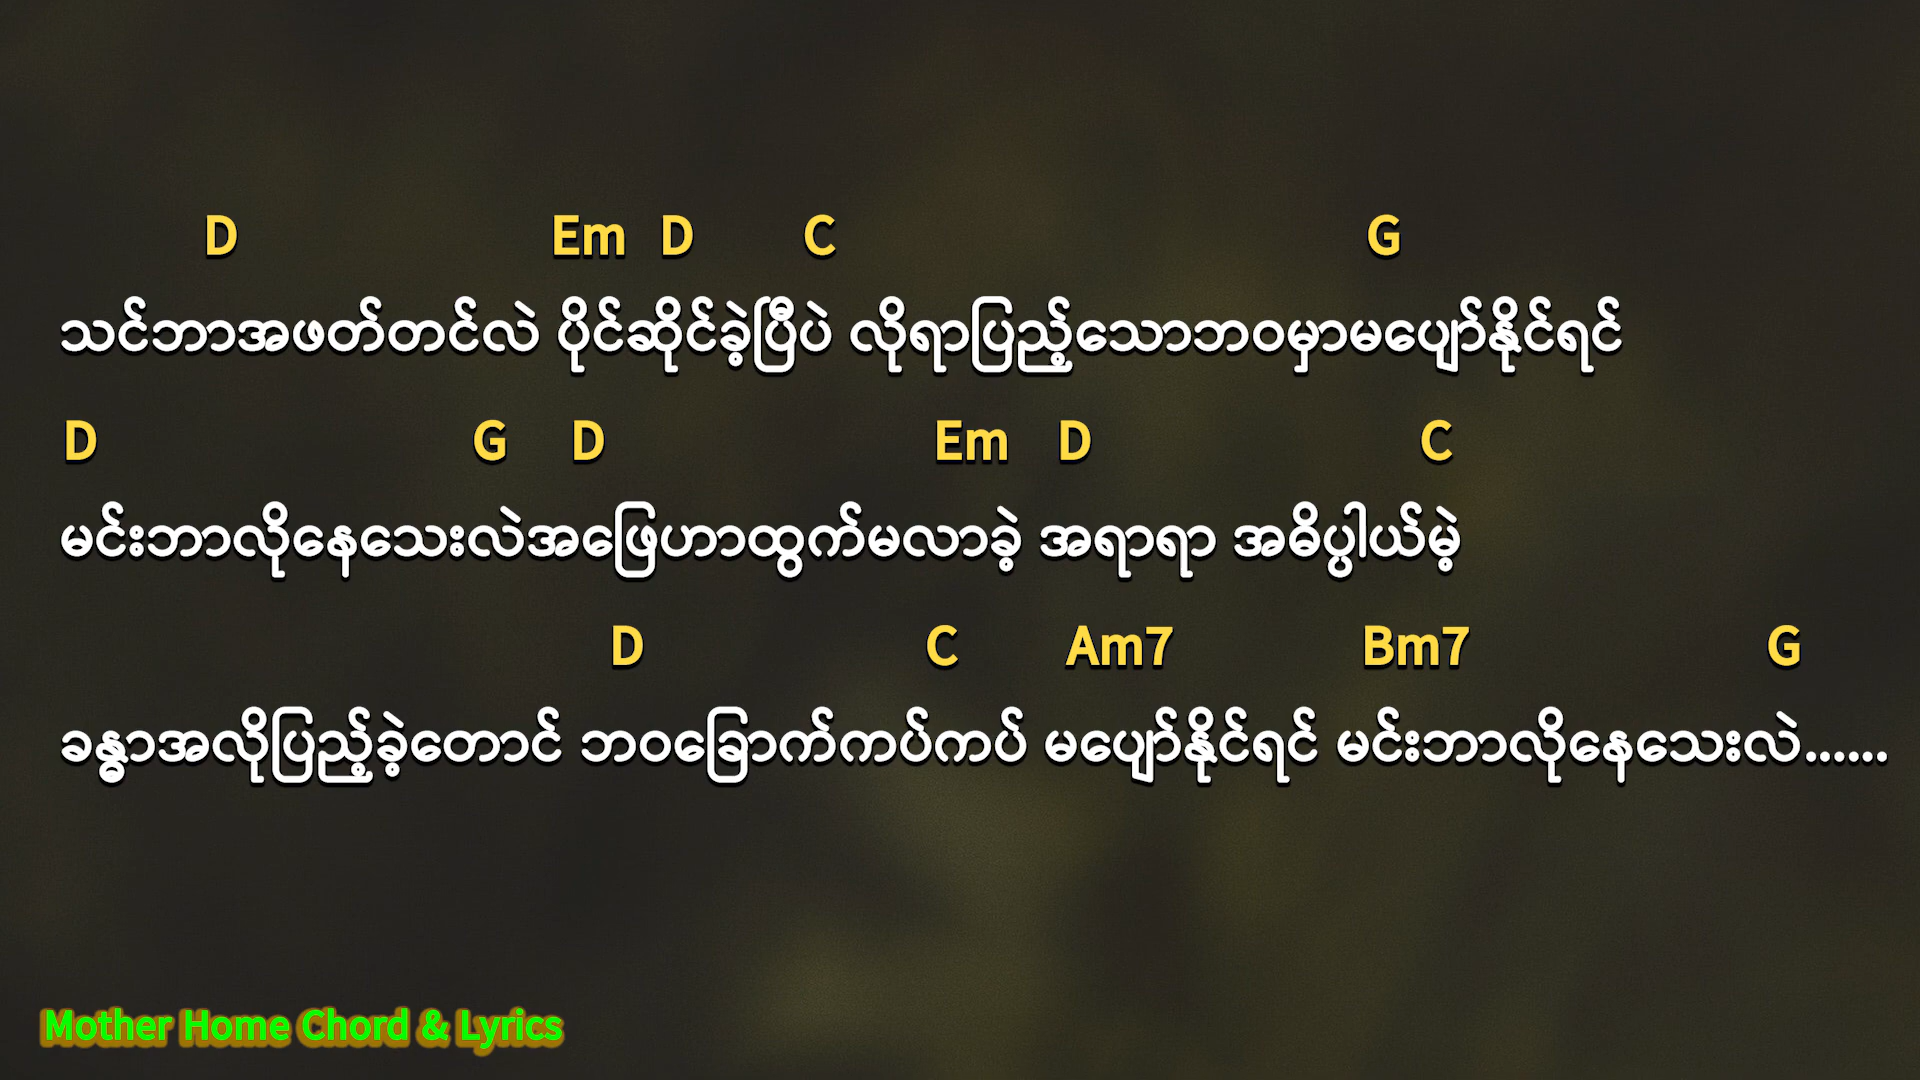 D Em D C G
သင်ဘာအဖတ်တင်လဲ ပိုင်ဆိုင်ခဲ့ပြီပဲ လိုရာပြည့်သောဘဝမှာမပျော်နိုင်ရင်
D G D Em D C
မင်းဘာလိုနေသေးလဲအဖြေဟာထွက်မလာခဲ့ အရာရာ အဓိပ္ပါယ်မဲ့
D C Am7 Bm7 G
ခန္ဓာအလိုပြည့်ခဲ့တောင် ဘဝခြောက်ကပ်ကပ် မပျော်နိုင်ရင် မင်းဘာလိုနေသေးလဲ......
Mother Home Chord & Lyrics